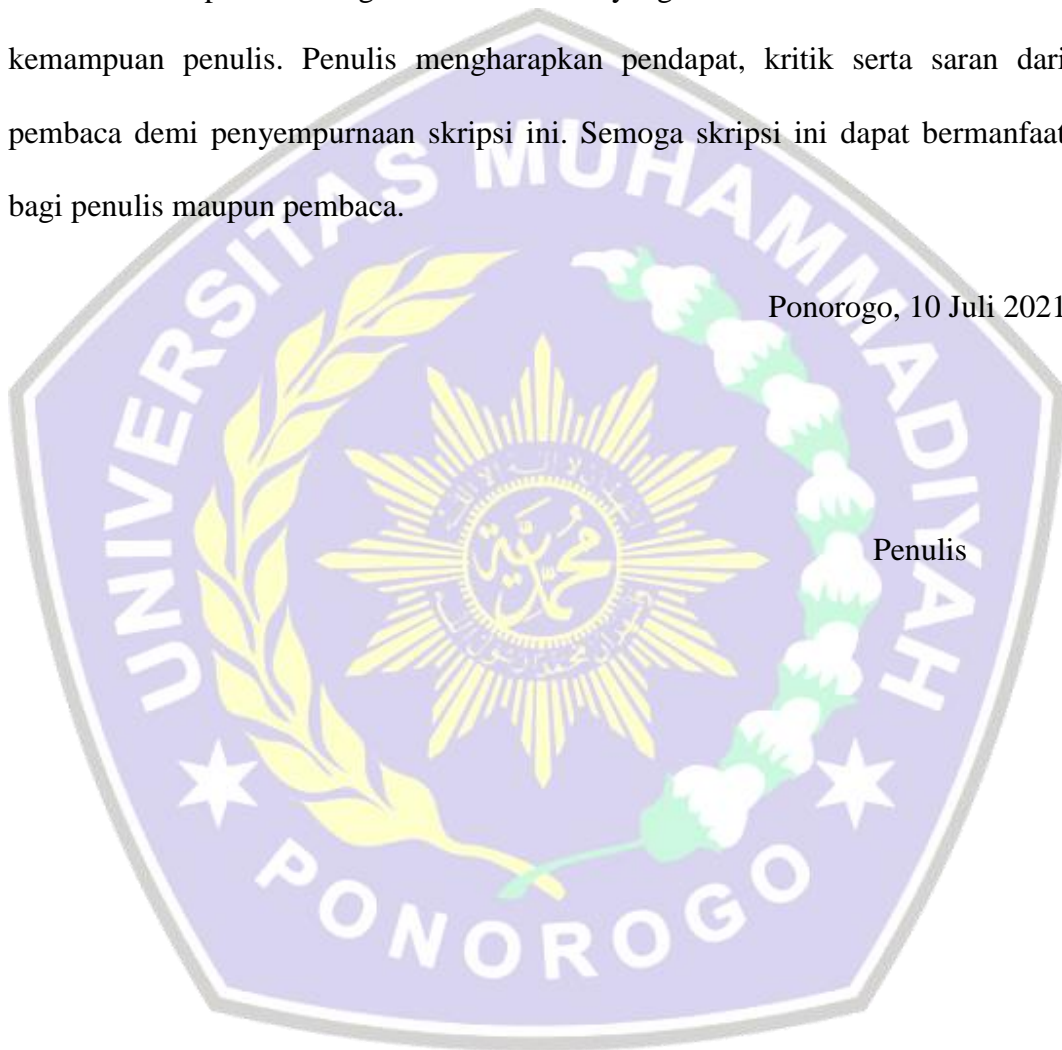 kemampuan penulis. Penulis mengharapkan pendapat, kritik serta saran dari
pembaca demi penyempurnaan skripsi ini. Semoga skripsi ini dapat bermanfaat
bagi penulis maupun pembaca.
Ponorogo, 10 Juli 2021
Penulis
UNIVERSITAS MUHAMMADIYAH
محمدية
PONOROGO